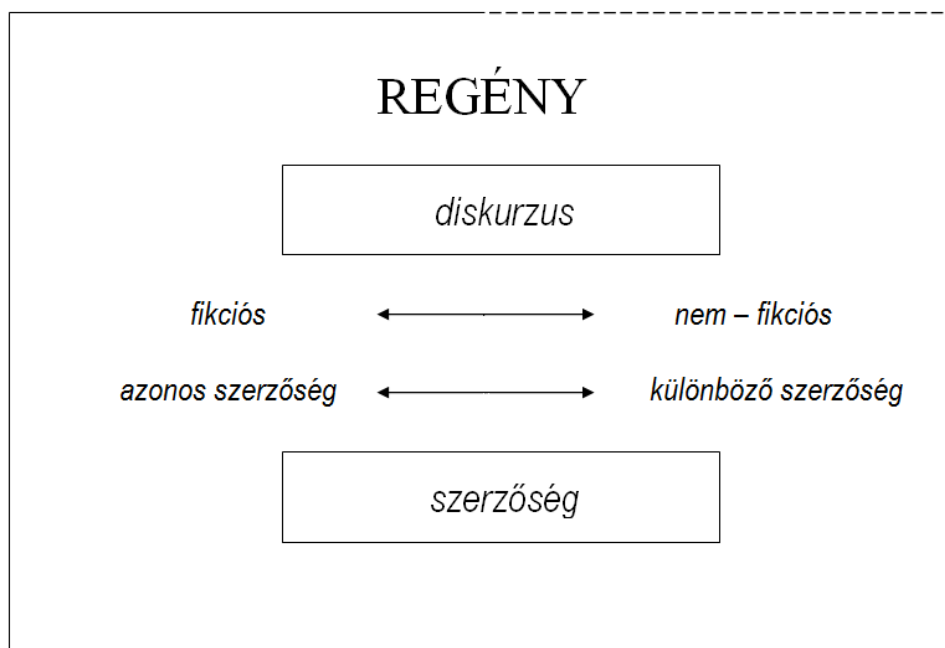 REGÉNY
diskurzus
fikciós nem – fikciós
azonos szerzőség különböző szerzőség
szerzőség